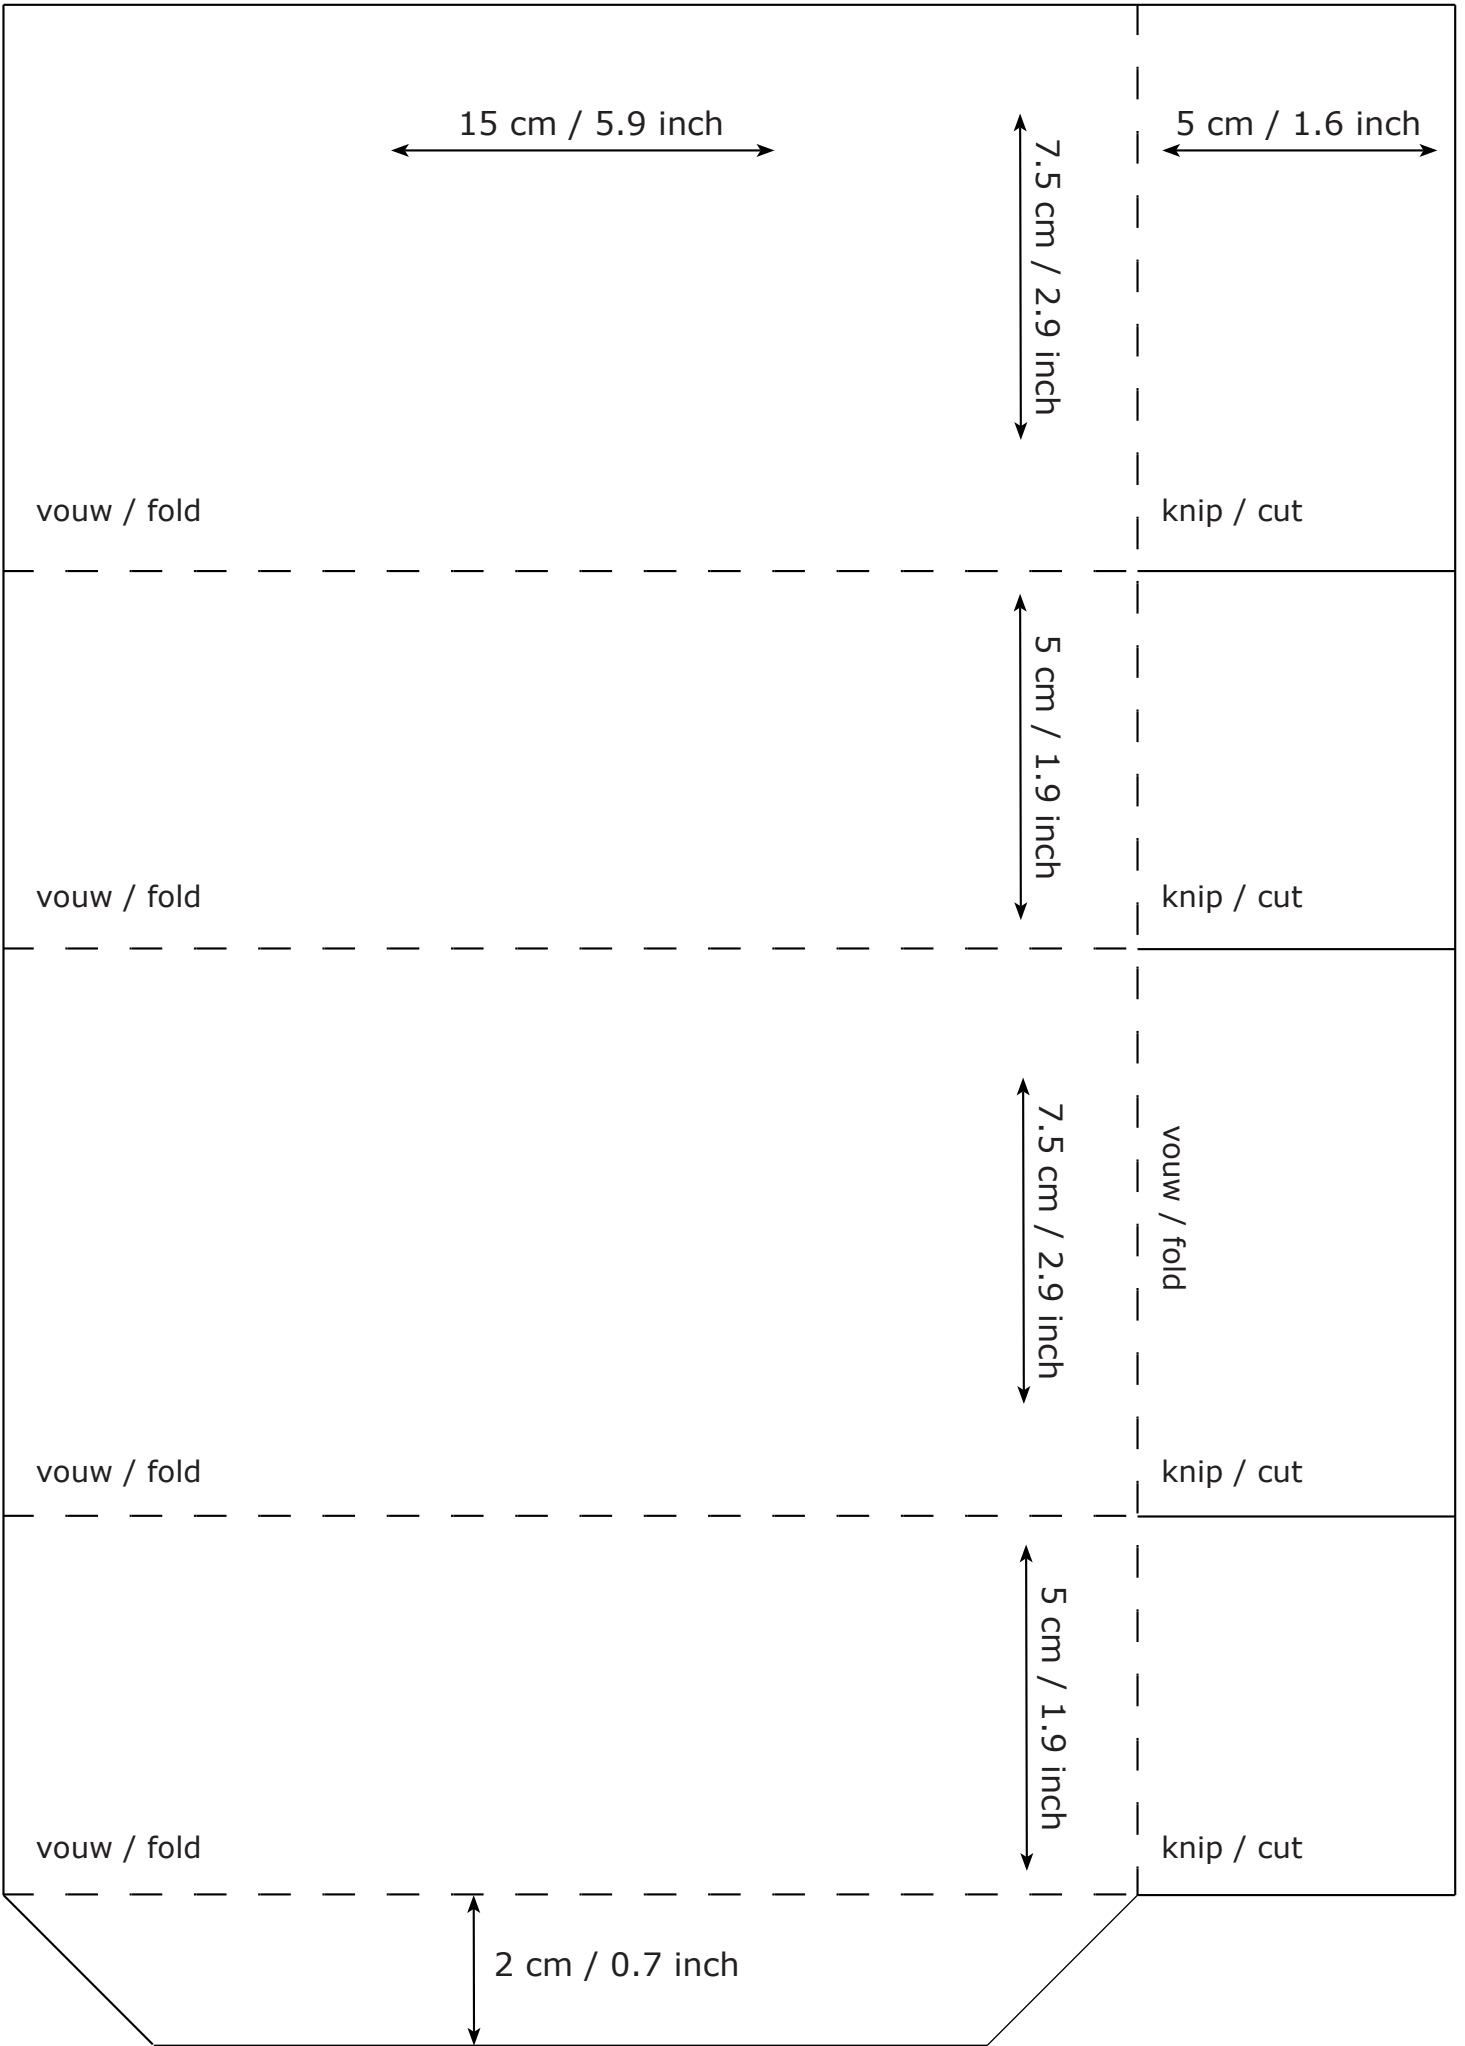 15 cm / 5.9 inch
5 cm / 1.6 inch
7.5 cm / 2.9 inch
vouw / fold
knip / cut
5 cm / 1.9 inch
vouw / fold
knip / cut
7.5 cm / 2.9 inch
vouw / fold
vouw / fold
knip / cut
5 cm / 1.9 inch
vouw / fold
knip / cut
2 cm / 0.7 inch